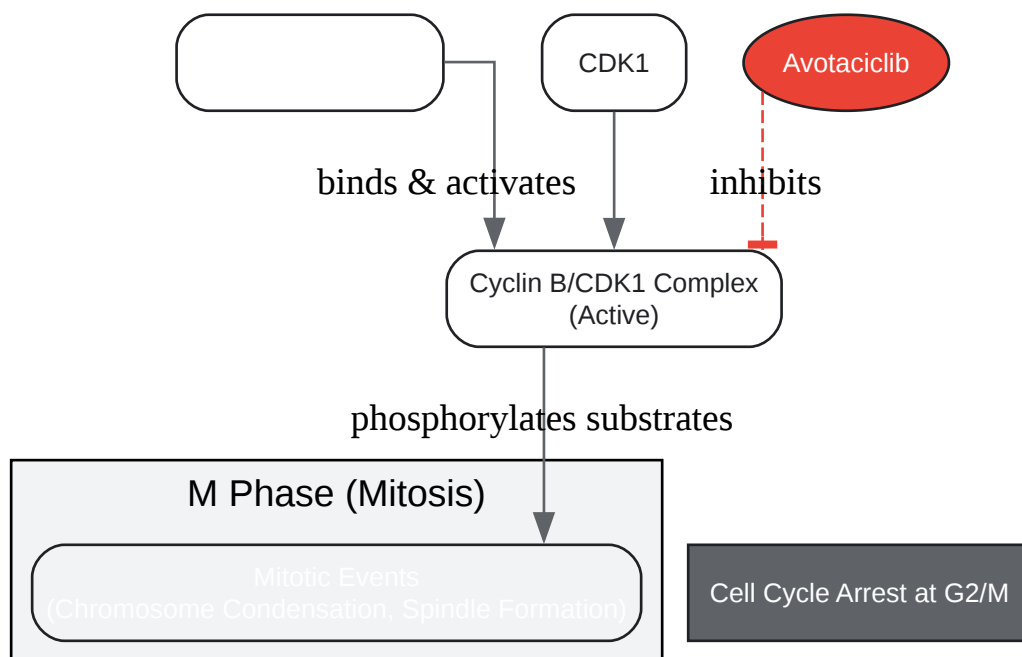 CDK1
Avotaciclib
binds & activates
inhibits
Cyclin B/CDK1 Complex
(Active)
phosphorylates substrates
M Phase (Mitosis)
Mitotic Events
(Chromosome Condensation, Spindle Formation)
Cell Cycle Arrest at G2/M